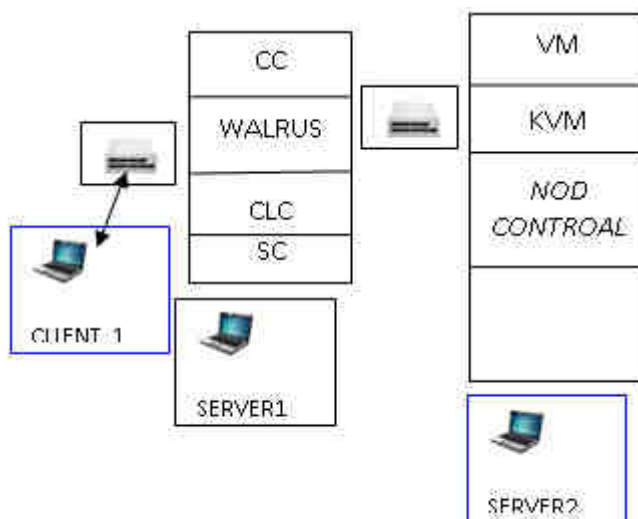 CC
WALRUS
CLC
SC
VM
KVM
NOD
CONTROAL
CLIENT 1
SERVER1
SERVER2